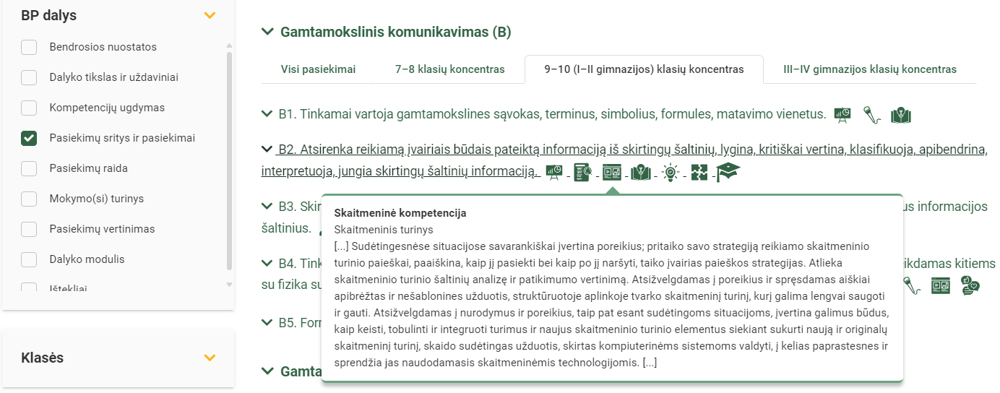 BP dalys
Bendrosios nuostatos
Dalyko tikslas ir uždaviniai
Kompetencijų ugdymas
Pasiekimų sritys ir pasiekimai
Pasiekimų raida
Mokymo(si) turinys
Pasiekimų vertinimas
Dalyko modulis
Ištekliai
Klasės
Gamtamokslinis komunikavimas (B)
Visi pasiekimai
7–8 klasių koncentras
9–10 (I–II gimnazijos) klasių koncentras
III–IV gimnazijos klasių koncentras
B1. Tinkamai vartoja gamtamokslines sąvokas, terminus, simbolius, formules, matavimo vienetus.
B2. Atsirenka reikiamą įvairiais būdais pateiktą informaciją iš skirtingų šaltinių, lygina, kritiškai vertina, klasifikuoja, apibendrina,
interpretuoja, jungia skirtingų šaltinių informaciją.
B3. Skir us informacijos
šaltinius.
B4. Tink ikdamas kitiems
su fizika su
B5. Forr
Gamta
Skaitmeninė kompetencija
Skaitmeninis turinys
[...] Sudėtingesnėse situacijose savarankiškai įvertina poreikius; pritaiko savo strategiją reikiamo skaitmeninio
turinio paieškai, paaiškina, kaip jį pasiekti bei kaip po jį naršyti, taiko įvairias paieškos strategijas. Atlieka
skaitmeninio turinio šaltinių analizę ir patikimumo vertinimą. Atsižvelgdamas į poreikius ir spręsdamas aiškiai
apibrėžtas ir nešablonines užduotis, struktūruotoje aplinkoje tvarko skaitmeninį turinį, kurį galima lengvai saugoti
ir gauti. Atsižvelgdamas į nurodymus ir poreikius, taip pat esant sudėtingoms situacijoms, įvertina galimus būdus,
kaip keisti, tobulinti ir integruoti turimus ir naujus skaitmeninio turinio elementus siekiant sukurti naują ir originalų
skaitmeninį turinį, skaido sudėtingas užduotis, skirtas kompiuterinėms sistemoms valdyti, į kelias paprastesnes ir
sprendžia jas naudodamasis skaitmeninėmis technologijomis. [...]